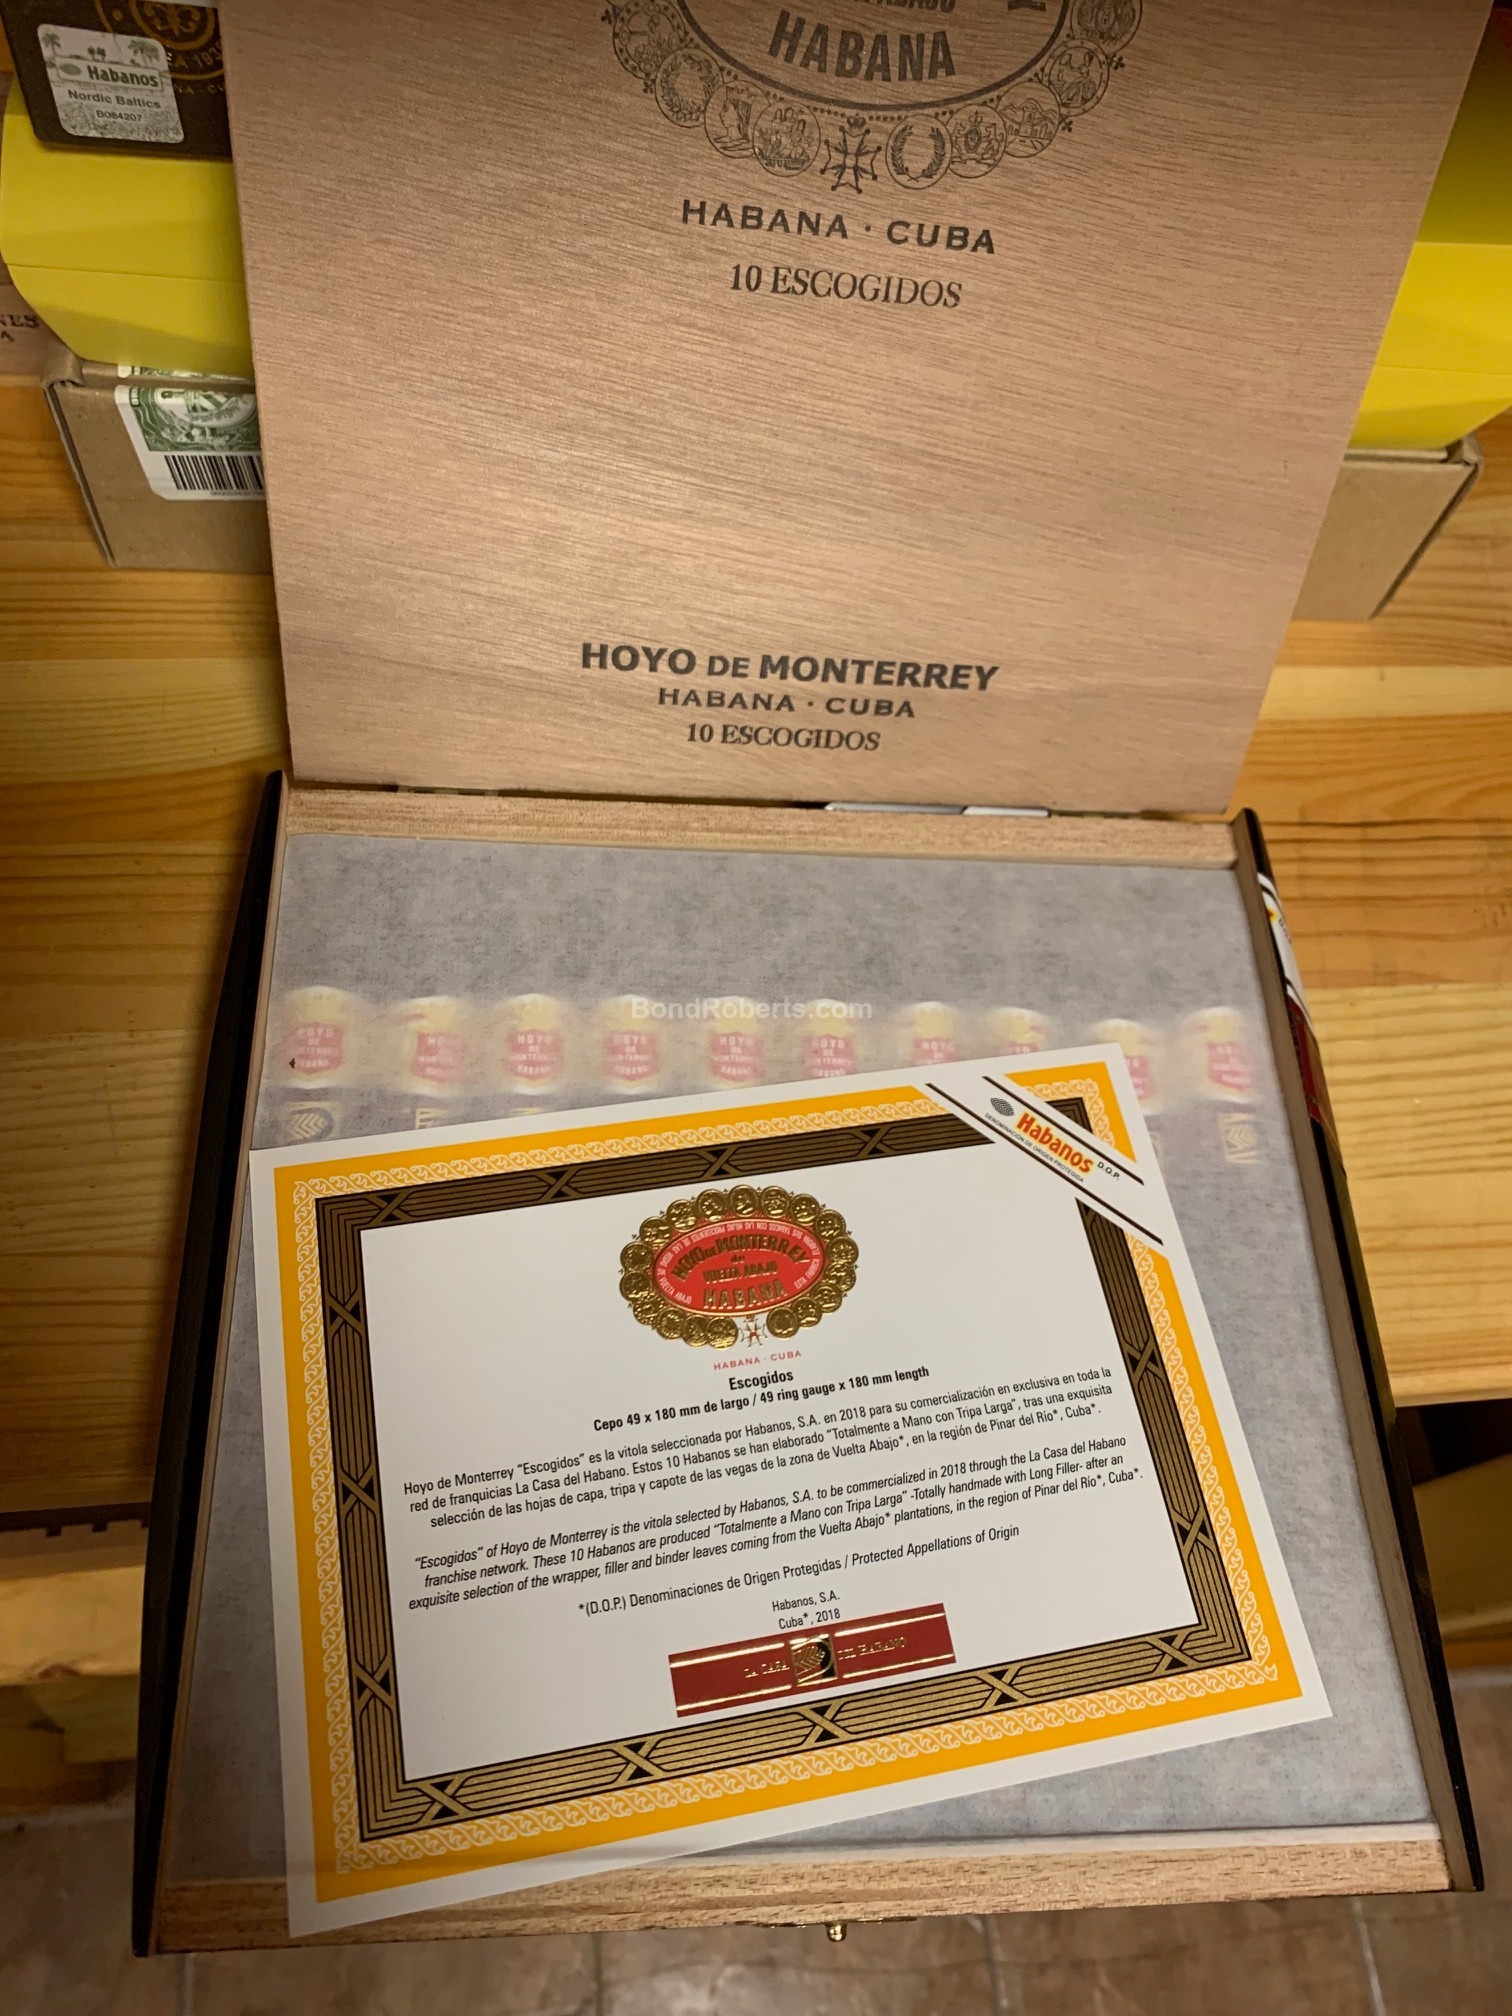 HABANA
HABANA · CUBA
10 ESCOGIDOS
Habanos
Nordic Baltics
B084207
HOYO DE MONTERREY
HABANA · CUBA
10 ESCOGIDOS
BondRoberts.com
Habanos D.O.P.
DENOMINACIÓN DE ORIGEN PROTEGIDA
HOYO DE MONTERREY
de
VUELTA ABAJO
HABANA
HABANA · CUBA
Escogidos
Cepo 49 x 180 mm de largo / 49 ring gauge x 180 mm length
Hoyo de Monterrey “Escogidos” es la vitola seleccionada por Habanos, S.A. en 2018 para su comercialización en exclusiva en toda la
red de franquicias La Casa del Habano. Estos 10 Habanos se han elaborado “Totalmente a Mano con Tripa Larga”, tras una exquisita
selección de las hojas de capa, tripa y capote de las vegas de la zona de Vuelta Abajo*, en la región de Pinar del Río*, Cuba*.
“Escogidos” of Hoyo de Monterrey is the vitola selected by Habanos, S.A. to be commercialized in 2018 through the La Casa del Habano
franchise network. These 10 Habanos are produced “Totalmente a Mano con Tripa Larga” -Totally handmade with Long Filler- after an
exquisite selection of the wrapper, filler and binder leaves coming from the Vuelta Abajo* plantations, in the region of Pinar del Río*, Cuba*.
*(D.O.P.) Denominaciones de Origen Protegidas / Protected Appellations of Origin
Habanos, S.A.
Cuba*, 2018
LA CASA DEL HABANO